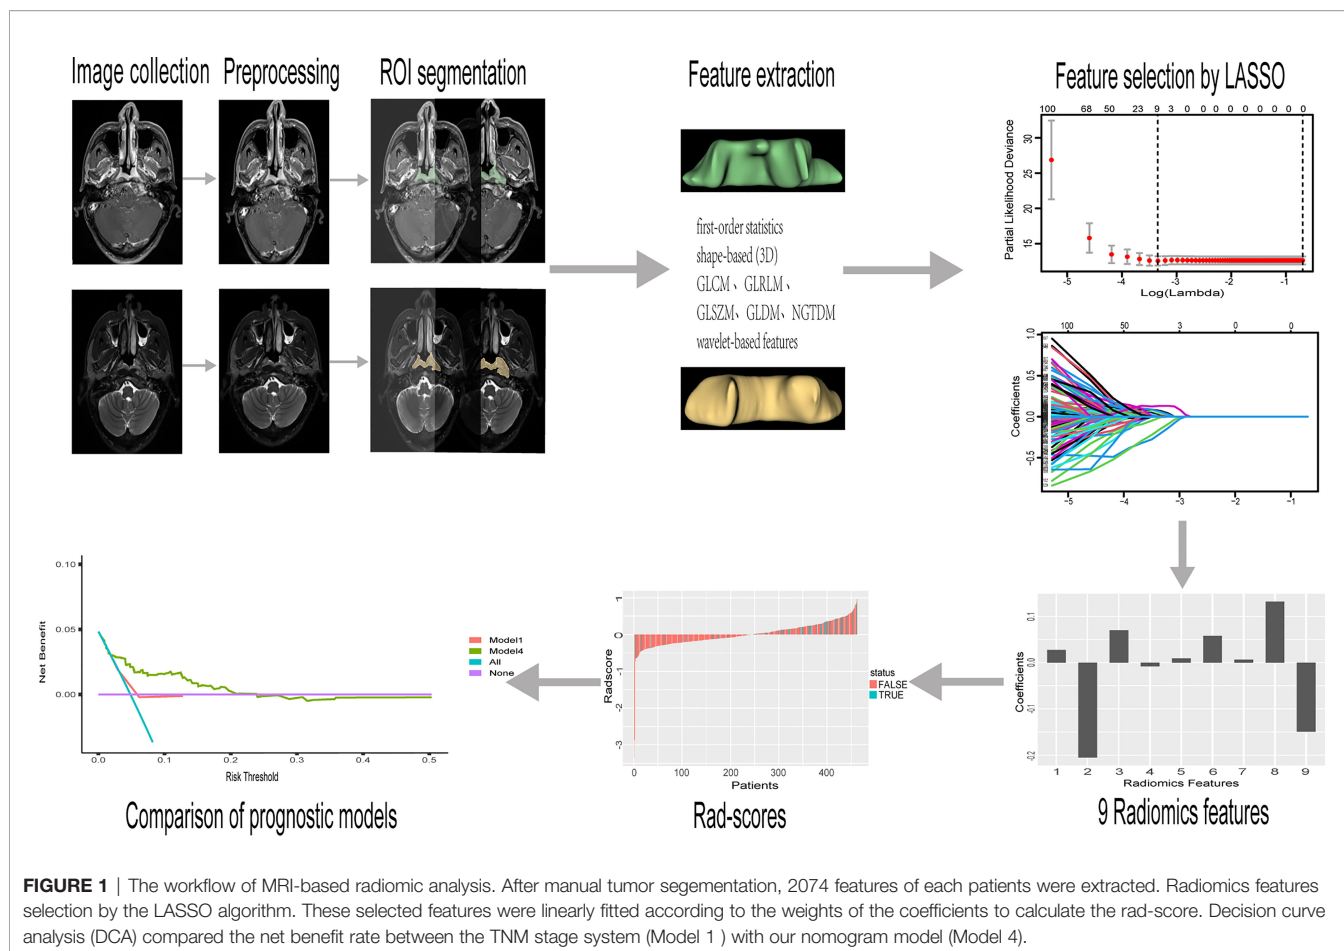 Image collection
Preprocessing
ROI segmentation
Feature extraction
Feature selection by LASSO
first-order statistics
shape-based (3D)
GLCM、GLRLM、
GLSZM、GLDM、NGTDM
wavelet-based features
100 68 50 23 9 3 0 0 0 0 0 0 0 0 0
Partial Likelihood Deviance
30
25
20
15
-5 -4 -3 -2 -1
Log(Lambda)
100 50 3 0 0
Coefficients
1.0
0.5
0.0
-0.5
-5 -4 -3 -2 -1
Coefficients
0.1
0.0
-0.1
-0.2
1 2 3 4 5 6 7 8 9
Radiomics Features
9 Radiomics features
Radscore
1
0
-1
-2
-3
0 100 200 300 400
Patients
status
FALSE
TRUE
Rad-scores
Net Benefit
0.10
0.05
0.00
0.0 0.1 0.2 0.3 0.4 0.5
Risk Threshold
Model1
Model4
All
None
Comparison of prognostic models
FIGURE 1 | The workflow of MRI-based radiomic analysis. After manual tumor segementation, 2074 features of each patients were extracted. Radiomics features
selection by the LASSO algorithm. These selected features were linearly fitted according to the weights of the coefficients to calculate the rad-score. Decision curve
analysis (DCA) compared the net benefit rate between the TNM stage system (Model 1 ) with our nomogram model (Model 4).